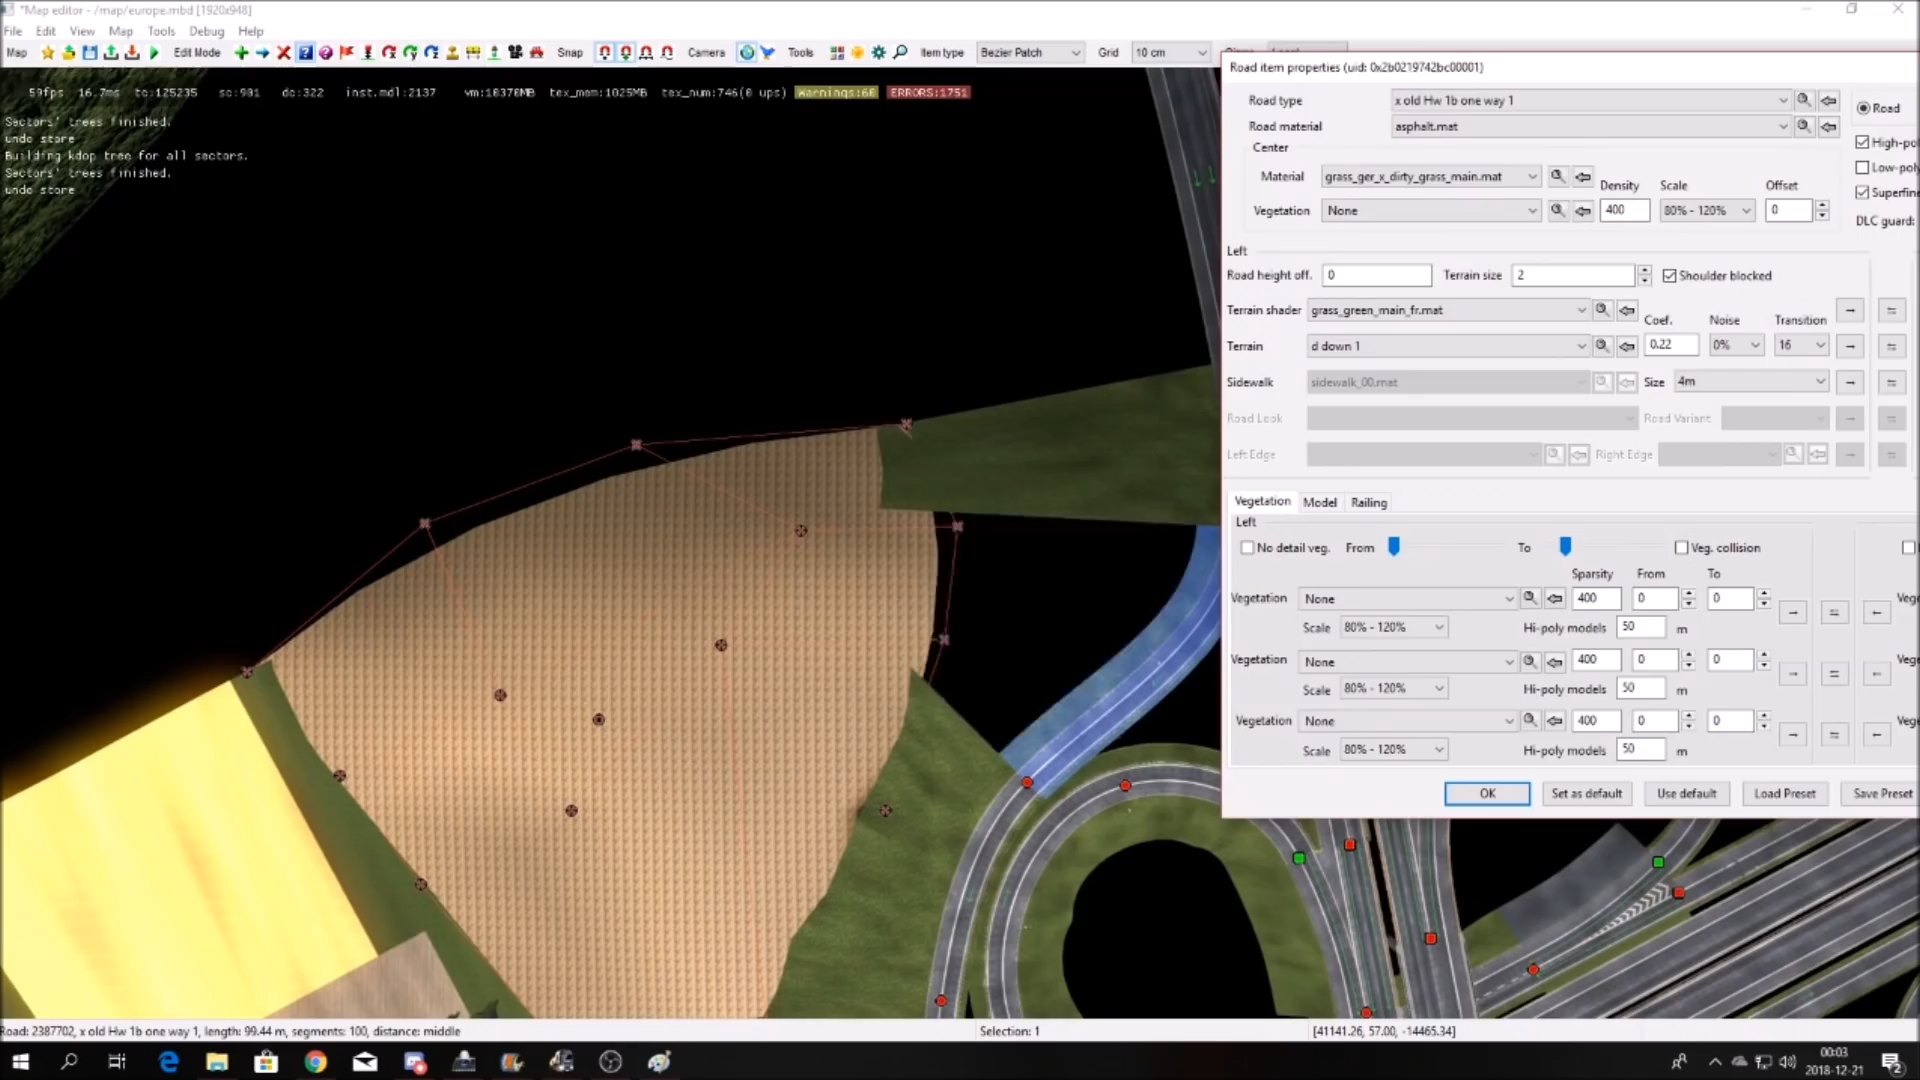 *Map editor - /map/europe.mbd [1920x948]
File Edit View Map Tools Debug Help
Map Edit Mode Snap Camera Tools Item type Bezier Patch Grid 10 cm
59fps 16.7ms tc:125235 sc:901 dc:322 inst.mdl:2137 vm:10370MB tex_mem:1025MB tex_num:746(0 ups) Warnings:60 ERRORS:1751
Sectors' trees finished.
undo store
Building kdop tree for all sectors.
Sectors' trees finished.
undo store
Road item properties (uid: 0x2b0219742bc00001)
Road type x old Hw 1b one way 1 Road
Road material asphalt.mat
Center High-pol
Material grass_ger_x_dirty_grass_main.mat Density Scale Offset Low-poly
Vegetation None 400 80% - 120% 0 Superfine
DLC guard:
Left
Road height off. 0 Terrain size 2 Shoulder blocked
Terrain shader grass_green_main_fr.mat Coef. Noise Transition
Terrain d down 1 0.22 0% 16
Sidewalk sidewalk_00.mat Size 4m
Road Look Road Variant
Left Edge Right Edge
Vegetation Model Railing
Left
No detail veg. From To Veg. collision
Sparsity From To
Vegetation None 400 0 0 Vege
Scale 80% - 120% Hi-poly models 50 m
Vegetation None 400 0 0 Vege
Scale 80% - 120% Hi-poly models 50 m
Vegetation None 400 0 0 Vege
Scale 80% - 120% Hi-poly models 50 m
OK Set as default Use default Load Preset Save Preset
Road: 2387702, x old Hw 1b one way 1, length: 99.44 m, segments: 100, distance: middle Selection: 1 [41141.26, 57.00, -14465.34]
00:03
2018-12-21
2